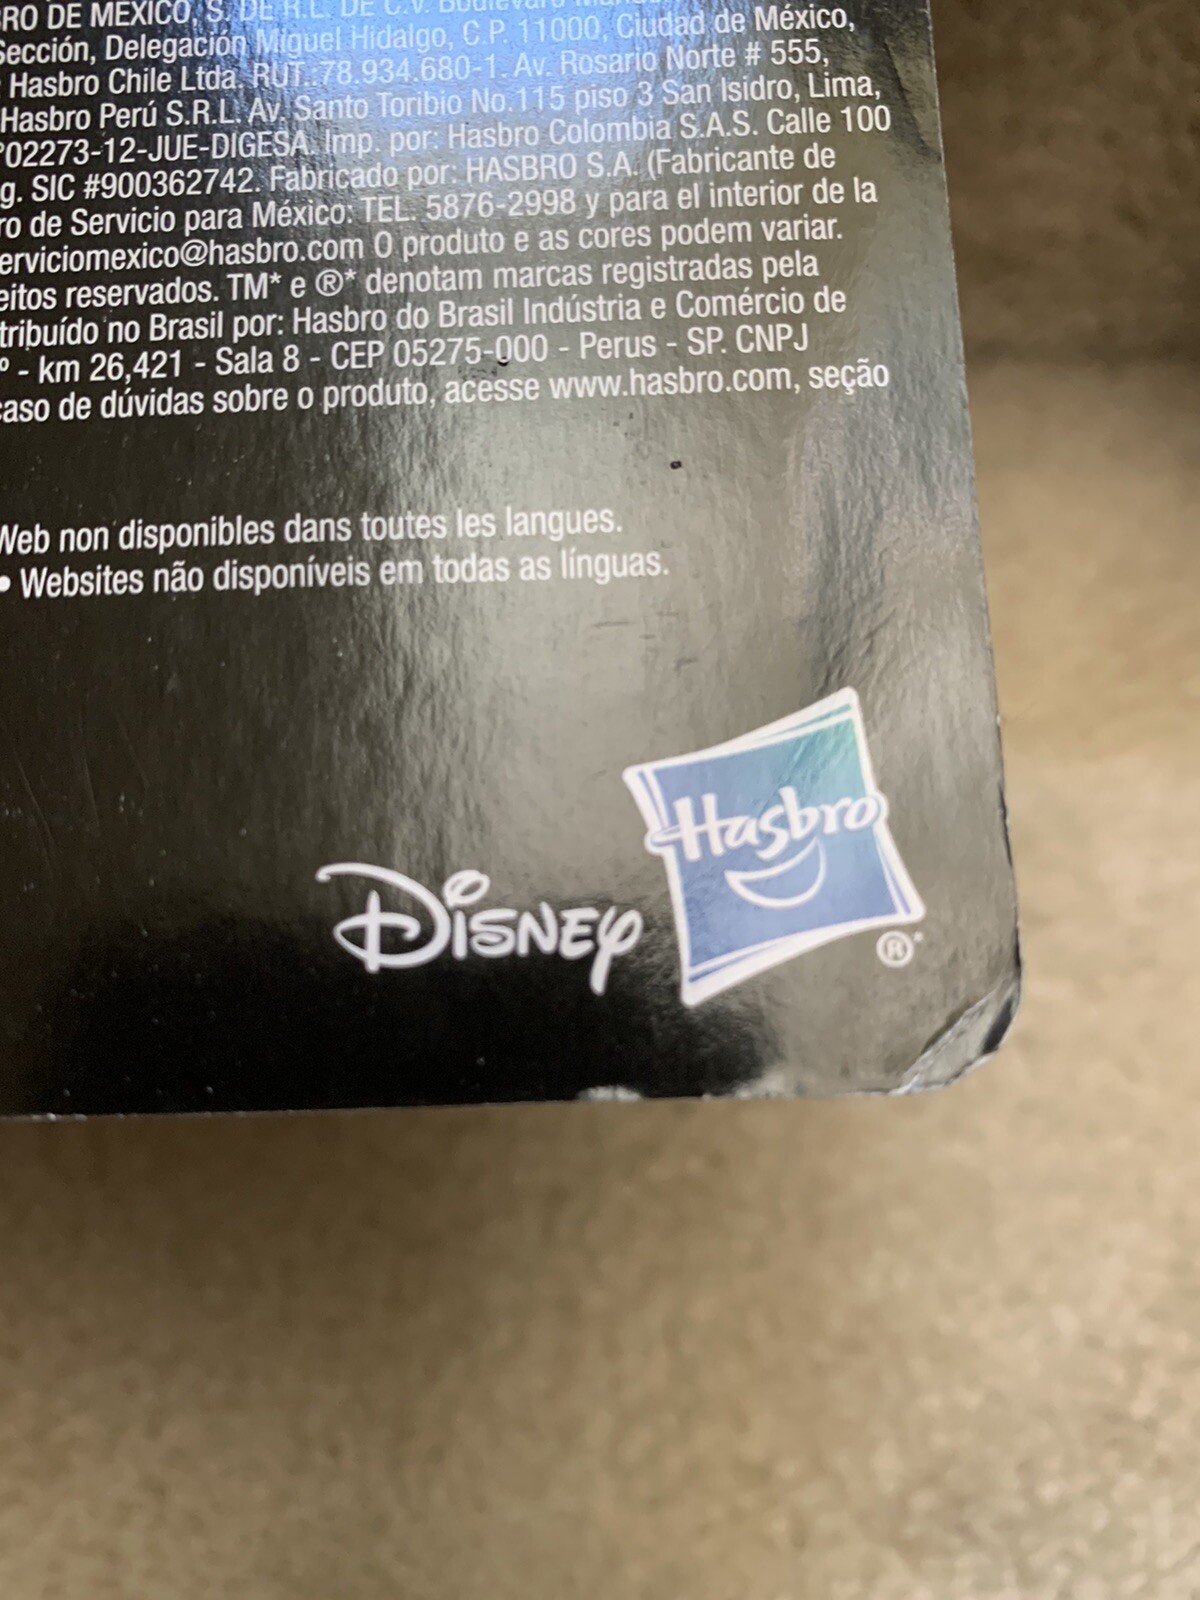 RO DE MÉXICO, S. DE R.L. DE C.V.
Sección, Delegación Miguel Hidalgo, C.P. 11000, Ciudad de México,
Hasbro Chile Ltda. RUT.:78.934.680-1. Av. Rosario Norte # 555,
Hasbro Perú S.R.L. Av. Santo Toribio No.115 piso 3 San Isidro, Lima,
°02273-12-JUE-DIGESA. Imp. por: Hasbro Colombia S.A.S. Calle 100
g. SIC #900362742. Fabricado por: HASBRO S.A. (Fabricante de
ro de Servicio para México: TEL. 5876-2998 y para el interior de la
erviciomexico@hasbro.com O produto e as cores podem variar.
eitos reservados. TM* e ®* denotam marcas registradas pela
tribuído no Brasil por: Hasbro do Brasil Indústria e Comércio de
º - km 26,421 - Sala 8 - CEP 05275-000 - Perus - SP. CNPJ
caso de dúvidas sobre o produto, acesse www.hasbro.com, seção
Web non disponibles dans toutes les langues.
• Websites não disponíveis em todas as línguas.
Hasbro
Disney
®*